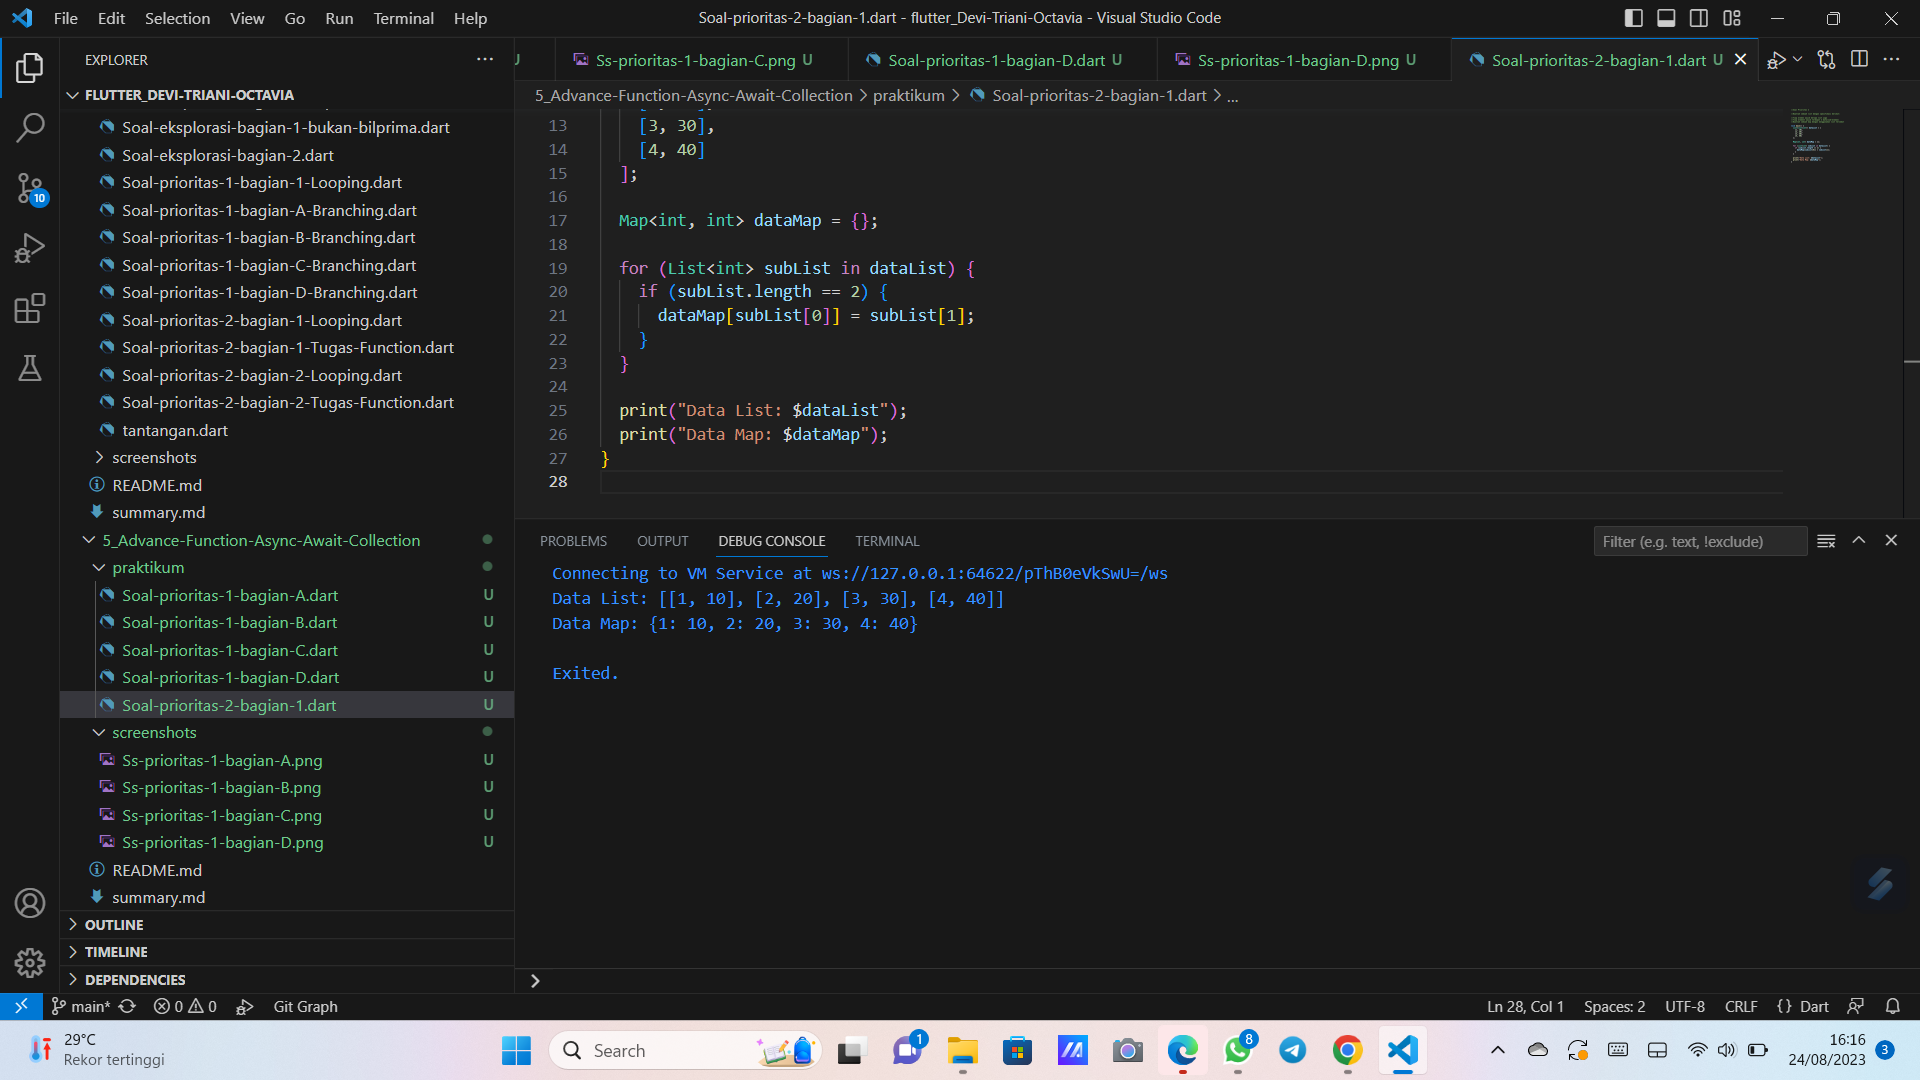 File Edit Selection View Go Run Terminal Help
Soal-prioritas-2-bagian-1.dart - flutter_Devi-Triani-Octavia - Visual Studio Code
EXPLORER
U
Ss-prioritas-1-bagian-C.png U
Soal-prioritas-1-bagian-D.dart U
Ss-prioritas-1-bagian-D.png U
Soal-prioritas-2-bagian-1.dart U
FLUTTER_DEVI-TRIANI-OCTAVIA
5_Advance-Function-Async-Await-Collection > praktikum > Soal-prioritas-2-bagian-1.dart > ...
Soal-eksplorasi-bagian-1-bukan-bilprima.dart
Soal-eksplorasi-bagian-2.dart
Soal-prioritas-1-bagian-1-Looping.dart
Soal-prioritas-1-bagian-A-Branching.dart
Soal-prioritas-1-bagian-B-Branching.dart
Soal-prioritas-1-bagian-C-Branching.dart
Soal-prioritas-1-bagian-D-Branching.dart
Soal-prioritas-2-bagian-1-Looping.dart
Soal-prioritas-2-bagian-1-Tugas-Function.dart
Soal-prioritas-2-bagian-2-Looping.dart
Soal-prioritas-2-bagian-2-Tugas-Function.dart
tantangan.dart
screenshots
README.md
summary.md
5_Advance-Function-Async-Await-Collection
praktikum
Soal-prioritas-1-bagian-A.dart U
Soal-prioritas-1-bagian-B.dart U
Soal-prioritas-1-bagian-C.dart U
Soal-prioritas-1-bagian-D.dart U
Soal-prioritas-2-bagian-1.dart U
screenshots
Ss-prioritas-1-bagian-A.png U
Ss-prioritas-1-bagian-B.png U
Ss-prioritas-1-bagian-C.png U
Ss-prioritas-1-bagian-D.png U
README.md
summary.md
OUTLINE
TIMELINE
DEPENDENCIES
10
13 [3, 30],
14 [4, 40]
15 ];
16
17 Map<int, int> dataMap = {};
18
19 for (List<int> subList in dataList) {
20 if (subList.length == 2) {
21 dataMap[subList[0]] = subList[1];
22 }
23 }
24
25 print("Data List: $dataList");
26 print("Data Map: $dataMap");
27 }
28
PROBLEMS OUTPUT DEBUG CONSOLE TERMINAL
Filter (e.g. text, !exclude)
Connecting to VM Service at ws://127.0.0.1:64622/pThB0eVkSwU=/ws
Data List: [[1, 10], [2, 20], [3, 30], [4, 40]]
Data Map: {1: 10, 2: 20, 3: 30, 4: 40}
Exited.
main* 0 0 Git Graph
Ln 28, Col 1 Spaces: 2 UTF-8 CRLF {} Dart
29°C
Rekor tertinggi
Search
1
8
16:16
24/08/2023
3